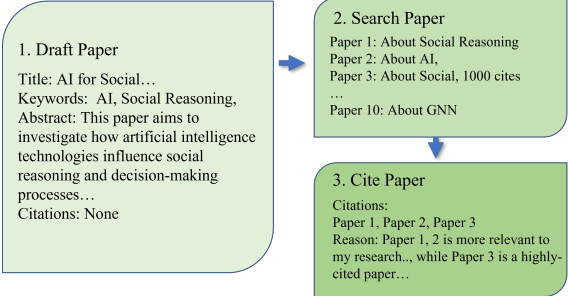 1. Draft Paper
Title: AI for Social…
Keywords:  AI, Social Reasoning,
Abstract: This paper aims to
investigate how artificial intelligence
technologies influence social
reasoning and decision-making
processes…
Citations: None
2. Search Paper
Paper 1: About Social Reasoning
Paper 2: About AI,
Paper 3: About Social, 1000 cites
…
Paper 10: About GNN
3. Cite Paper
Citations:
Paper 1, Paper 2, Paper 3
Reason: Paper 1, 2 is more relevant to
my research.., while Paper 3 is a highly-
cited paper…